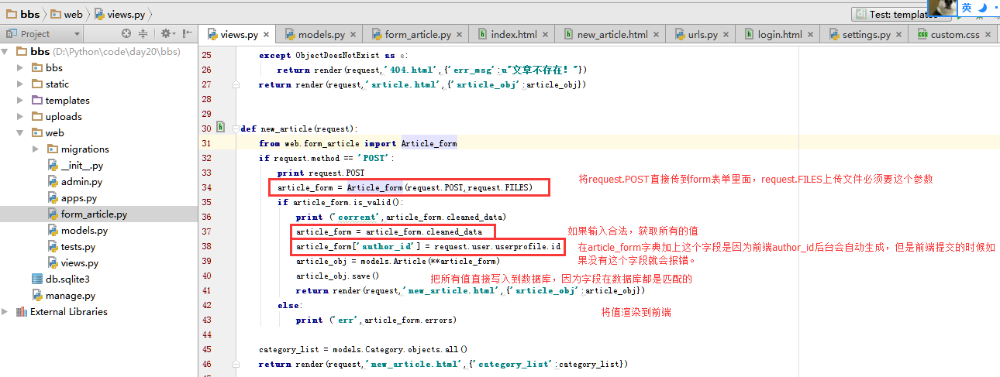 bbs web views.py
Test: templates
英
Project
views.py models.py form_article.py index.html new_article.html urls.py login.html settings.py custom.css
bbs (D:\Python\code\day20\bbs)
bbs
static
templates
uploads
web
migrations
__init__.py
admin.py
apps.py
form_article.py
models.py
tests.py
views.py
db.sqlite3
manage.py
External Libraries
25 except ObjectDoesNotExist as e:
26 return render(request,'404.html',{'err_msg':u"文章不存在！"})
27 return render(request,'article.html',{'article_obj':article_obj})
28
29
30 def new_article(request):
31 from web.form_article import Article_form
32 if request.method == 'POST':
33 print request.POST
34 article_form = Article_form(request.POST,request.FILES)
将request.POST直接传到form表单里面，request.FILES上传文件必须要这个参数
35 if article_form.is_valid():
36 print ('corrent',article_form.cleaned_data)
37 article_form = article_form.cleaned_data
如果输入合法，获取所有的值
38 article_form['author_id'] = request.user.userprofile.id
在article_form字典加上这个字段是因为前端author_id后台会自动生成，但是前端提交的时候如
果没有这个字段就会报错。
39 article_obj = models.Article(**article_form)
40 article_obj.save()
把所有值直接写入到数据库，因为字段在数据库都是匹配的
41 return render(request,'new_article.html',{'article_obj':article_obj})
42 else:
将值渲染到前端
43 print ('err',article_form.errors)
44
45 category_list = models.Category.objects.all()
46 return render(request,'new_article.html',{'category_list':category_list})